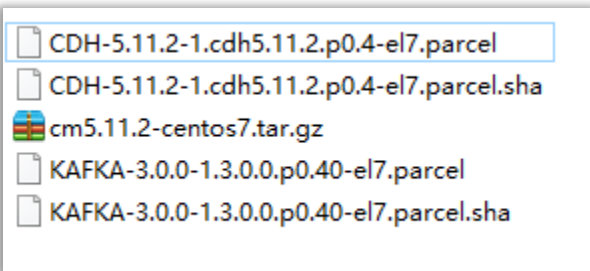 CDH-5.11.2-1.cdh5.11.2.p0.4-el7.parcel
CDH-5.11.2-1.cdh5.11.2.p0.4-el7.parcel.sha
cm5.11.2-centos7.tar.gz
KAFKA-3.0.0-1.3.0.0.p0.40-el7.parcel
KAFKA-3.0.0-1.3.0.0.p0.40-el7.parcel.sha